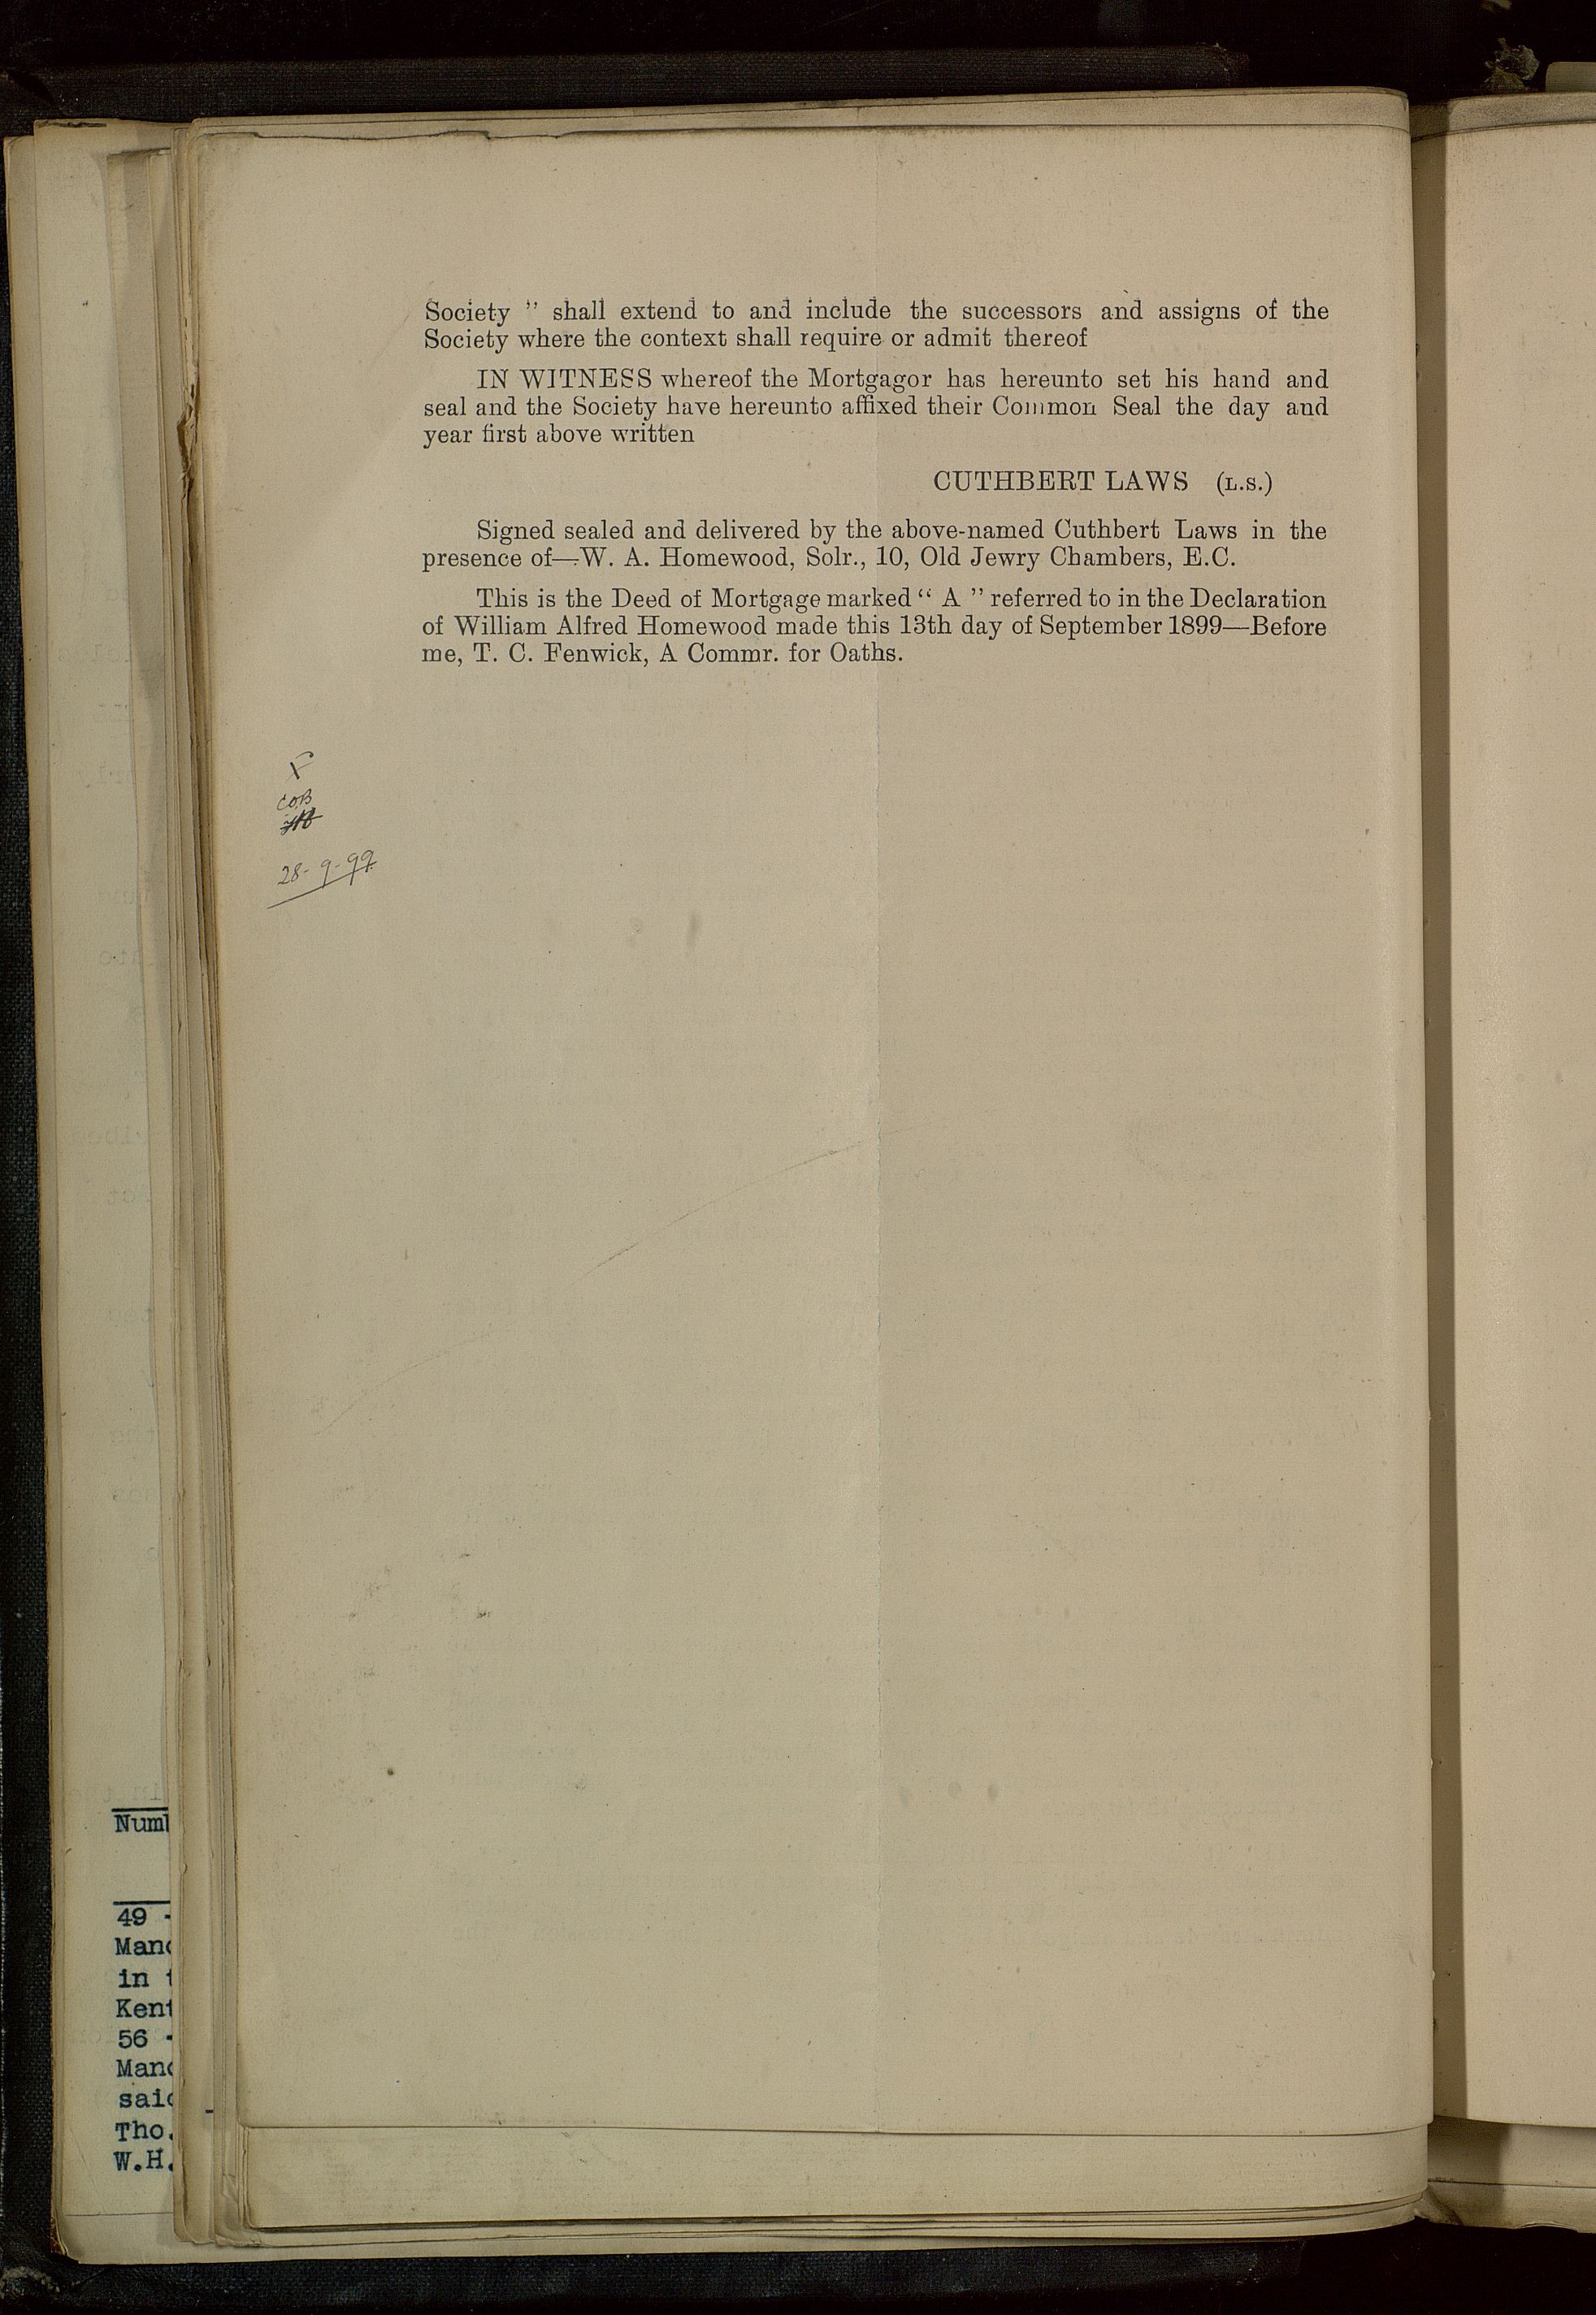 Society " shall extend to and include the successors and assigns of the
Society where the context shall require or admit thereof
IN WITNESS whereof the Mortgagor has hereunto set his hand and
seal and the Society have hereunto affixed their Common Seal the day and
year first above written
CUTHBERT LAWS (L.S.)
Signed sealed and delivered by the above-named Cuthbert Laws in the
presence of—W. A. Homewood, Solr., 10, Old Jewry Chambers, E.C.
This is the Deed of Mortgage marked “ A ” referred to in the Declaration
of William Alfred Homewood made this 13th day of September 1899—Before
me, T. C. Fenwick, A Commr. for Oaths.
COB
28-9-99
49
in
56
Tho.
W.H.